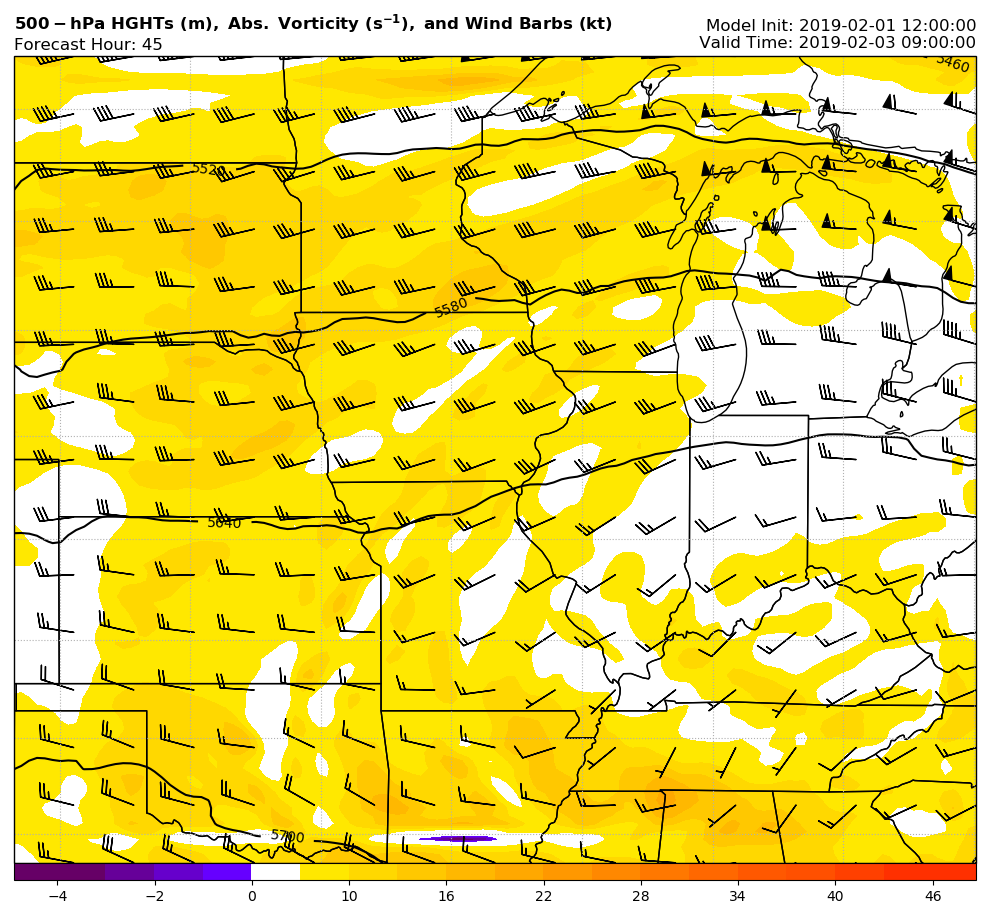 500-hPa HGHTS (m), Abs. Vorticity (s⁻¹), and Wind Barbs (kt)
Model Init: 2019-02-01 12:00:00
Forecast Hour: 45
Valid Time: 2019-02-03 09:00:00
5460
5520
5580
5640
5700
−4 −2 0 10 16 22 28 34 40 46